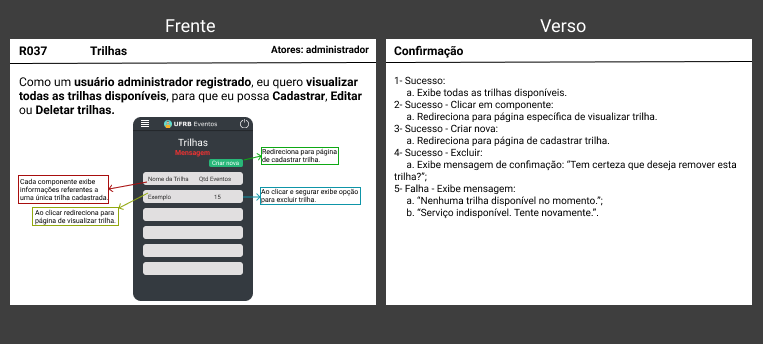 Frente
R037 Trilhas Atores: administrador
Como um usuário administrador registrado, eu quero visualizar
todas as trilhas disponíveis, para que eu possa Cadastrar, Editar
ou Deletar trilhas.
UFRB Eventos
Trilhas
Mensagem
Criar nova
Redireciona para página
de cadastrar trilha.
Cada componente exibe
informações referentes a
uma única trilha cadastrada.
Nome da Trilha Qtd Eventos
Ao clicar e segurar exibe opção
para excluir trilha.
Exemplo 15
Ao clicar redireciona para
página de visualizar trilha.
Verso
Confirmação
1- Sucesso:
a. Exibe todas as trilhas disponíveis.
2- Sucesso - Clicar em componente:
a. Redireciona para página específica de visualizar trilha.
3- Sucesso - Criar nova:
a. Redireciona para página de cadastrar trilha.
4- Sucesso - Excluir:
a. Exibe mensagem de confirmação: “Tem certeza que deseja remover esta
trilha?”;
5- Falha - Exibe mensagem:
a. “Nenhuma trilha disponível no momento.”;
b. “Serviço indisponível. Tente novamente.”.